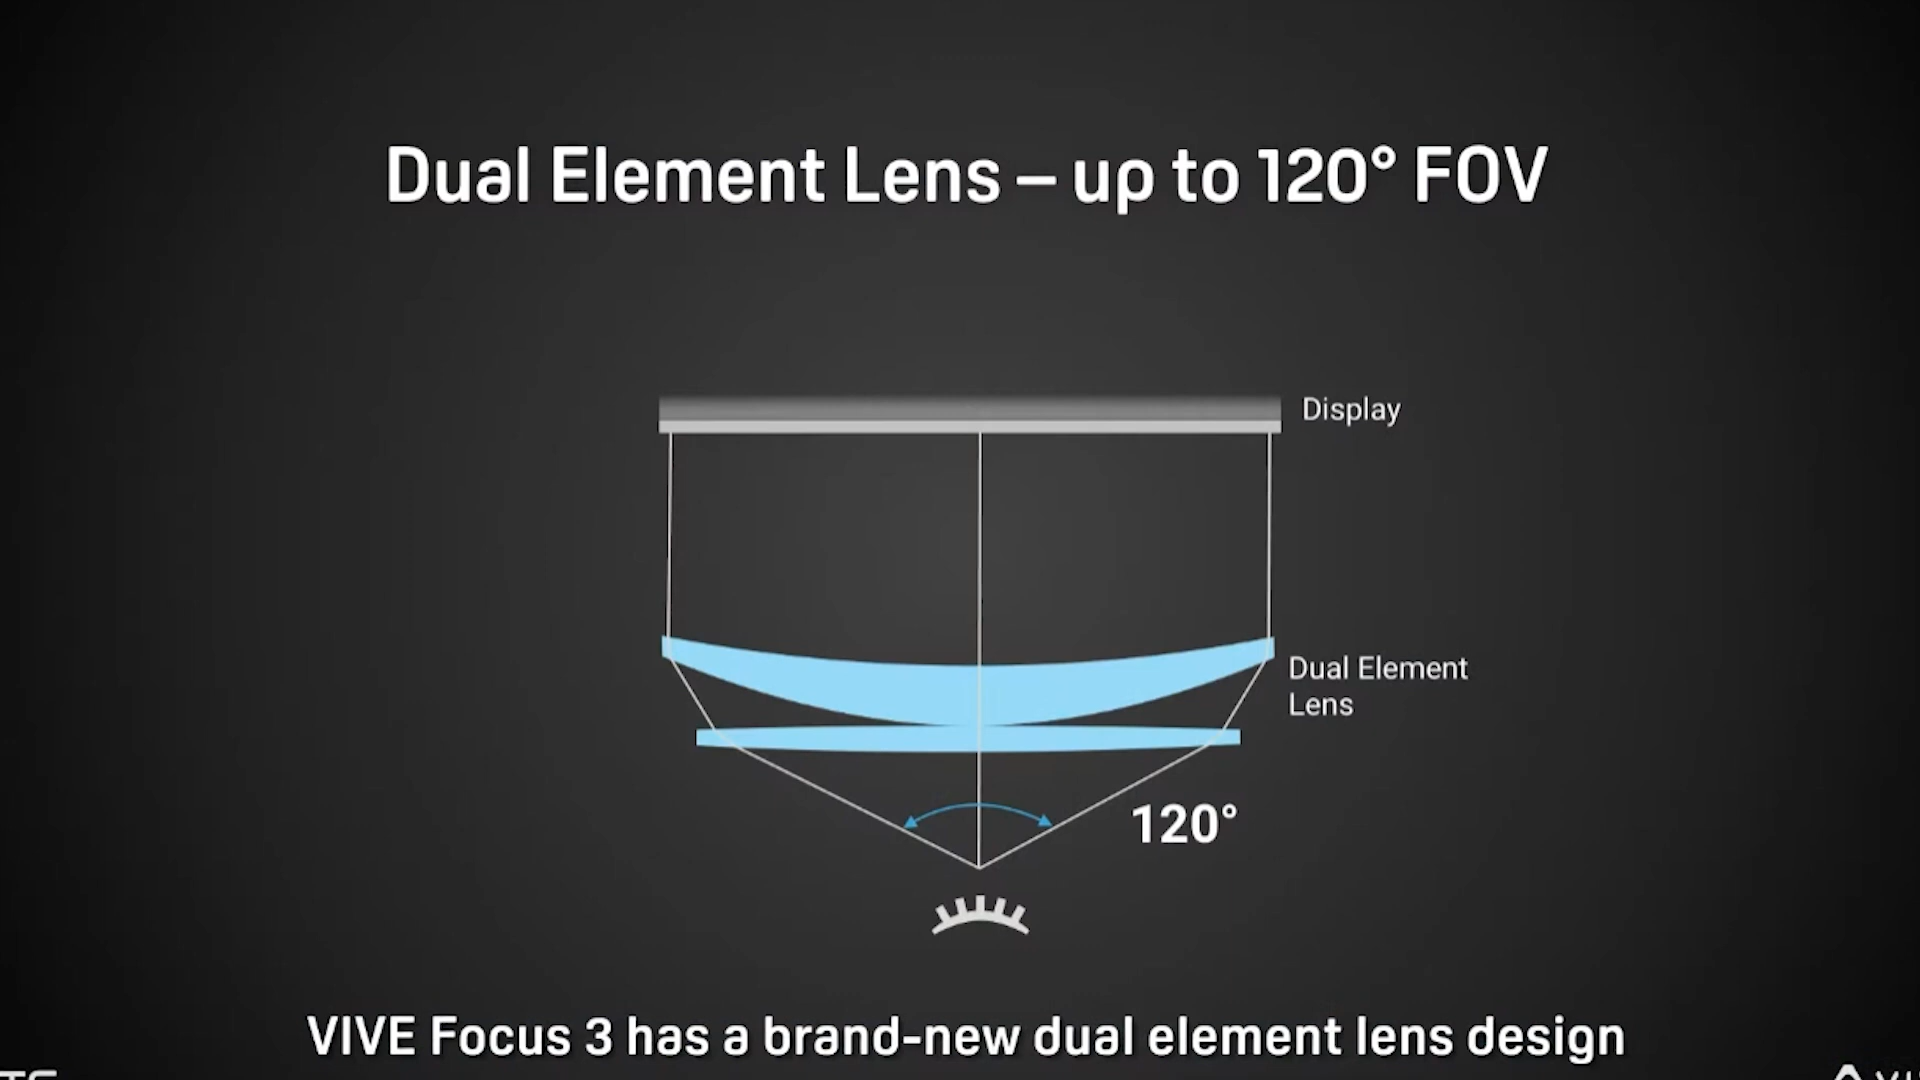 Dual Element Lens – up to 120° FOV
Display
Dual Element
Lens
120°
VIVE Focus 3 has a brand-new dual element lens design